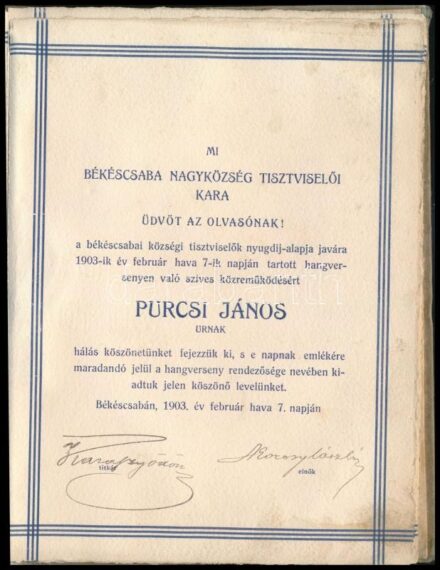 MI
BÉKÉSCSABA NAGYKÖZSÉG TISZTVISELŐI
KARA
ÜDVÖT AZ OLVASÓNAK!
a békéscsabai községi tisztviselők nyugdij-alapja javára
1903-ik év február hava 7-ik napján tartott hangver-
senyen való szives közreműködésért
PURCSI JÁNOS
URNAK
hálás köszönetünket fejezzük ki, s e napnak emlékére
maradandó jelül a hangverseny rendezősége nevében ki-
adtuk jelen köszönő levelünket.
Békéscsabán, 1903. év február hava 7. napján
titkár
elnök